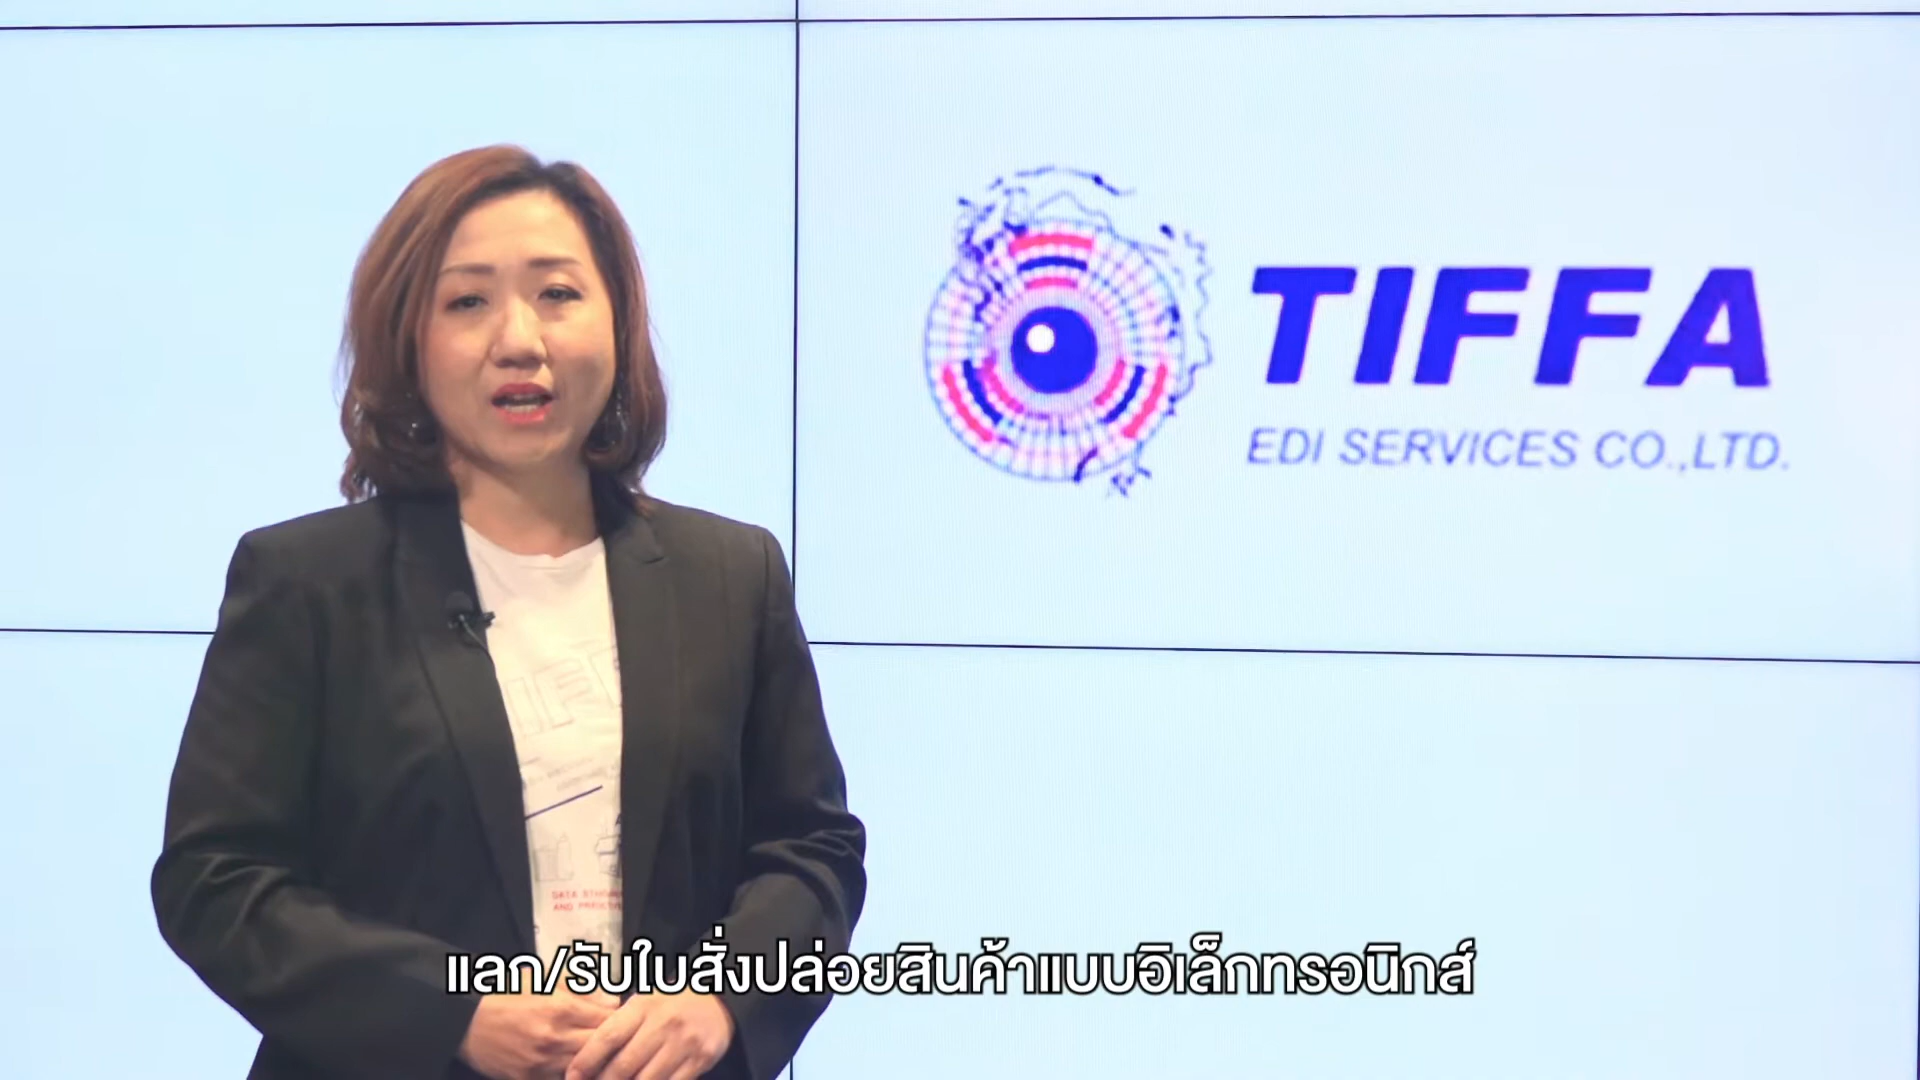 TIFFA
EDI SERVICES CO.,LTD.
AND
แลก/รับใบสั่งปล่อยสินค้าแบบอิเล็กทรอนิกส์